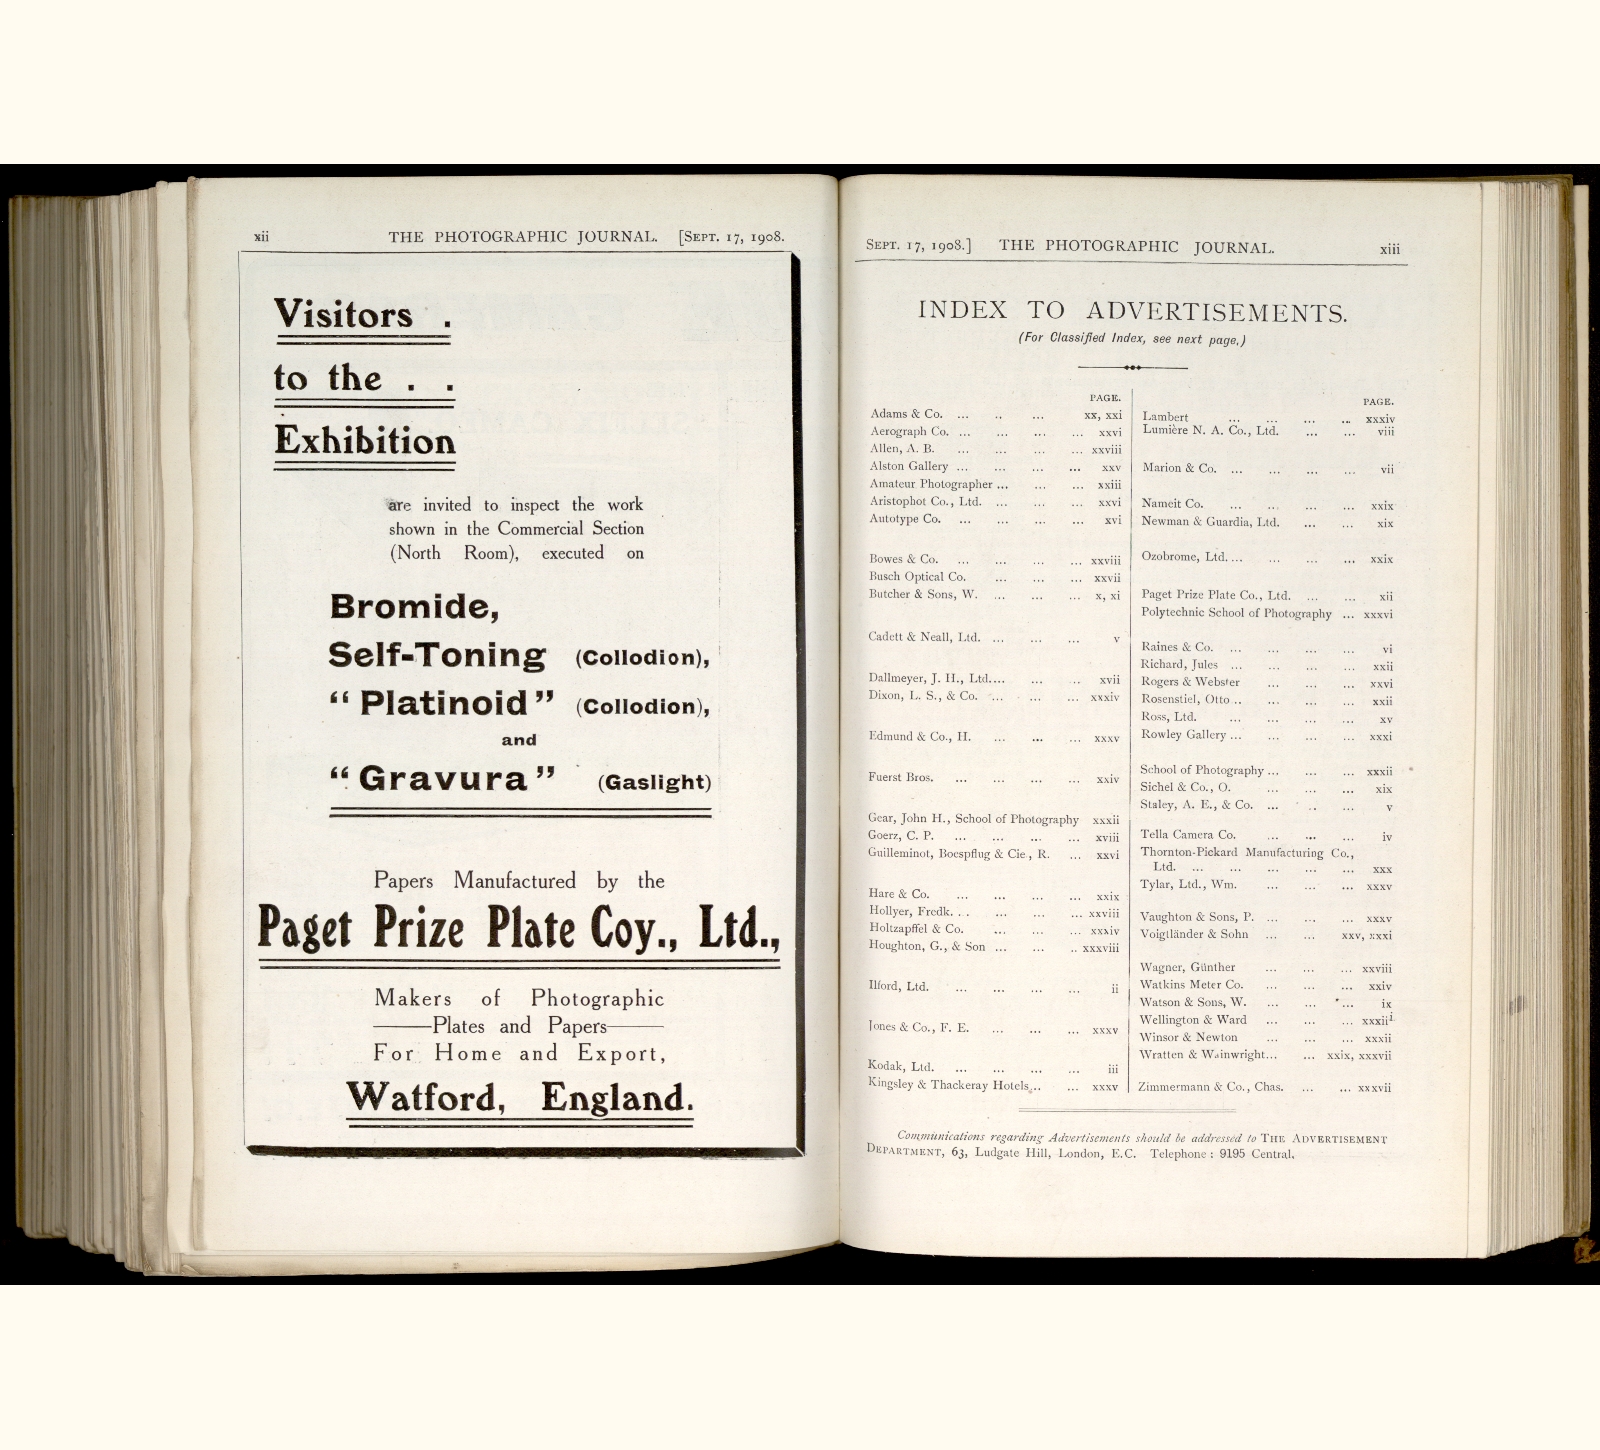 xii THE PHOTOGRAPHIC JOURNAL. [SEPT. 17, 1908.
Visitors .
to the . .
Exhibition
are invited to inspect the work
shown in the Commercial Section
(North Room), executed on
Bromide,
Self-Toning (Collodion),
“ Platinoid ” (Collodion),
and
“ Gravura ” (Gaslight)
Papers Manufactured by the
Paget Prize Plate Coy., Ltd.,
Makers of Photographic
——Plates and Papers——
For Home and Export,
Watford, England.
SEPT. 17, 1908.] THE PHOTOGRAPHIC JOURNAL. xiii
INDEX TO ADVERTISEMENTS.
(For Classified Index, see next page.)
PAGE.
Adams & Co. ... .. ... xx, xxi
Aerograph Co. ... ... ... ... xxvi
Allen, A. B. ... ... ... ... xxviii
Alston Gallery ... ... ... ... xxv
Amateur Photographer ... ... ... xxiii
Aristophot Co., Ltd. ... ... ... xxvi
Autotype Co. ... ... ... ... xvi
Bowes & Co. ... ... ... ... xxviii
Busch Optical Co. ... ... ... xxvii
Butcher & Sons, W. ... ... ... x, xi
Cadett & Neall, Ltd. ... ... ... v
Dallmeyer, J. H., Ltd.... ... .. xvii
Dixon, L. S., & Co. ... ... ... xxxiv
Edmund & Co., H. ... ... ... xxxv
Fuerst Bros. ... ... ... ... xxiv
Gear, John H., School of Photography xxxii
Goerz, C. P. ... ... ... ... xviii
Guilleminot, Boespflug & Cie , R. ... xxvi
Hare & Co. ... ... ... ... xxix
Hollyer, Fredk. . . ... ... ... xxviii
Holtzapffel & Co. ... ... ... xxxiv
Houghton, G., & Son ... ... .. xxxviii
Ilford, Ltd. ... ... ... ... ii
Jones & Co., F. E. ... ... ... xxxv
Kodak, Ltd. ... ... ... ... iii
Kingsley & Thackeray Hotels... ... xxxv
PAGE.
Lambert ... ... ... ... xxxiv
Lumière N. A. Co., Ltd. ... ... viii
Marion & Co. ... ... ... ... vii
Nameit Co. ... ... ... ... xxix
Newman & Guardia, Ltd. ... ... xix
Ozobrome, Ltd. ... ... ... ... xxix
Paget Prize Plate Co., Ltd. ... ... xii
Polytechnic School of Photography ... xxxvi
Raines & Co. ... ... ... ... vi
Richard, Jules ... ... ... ... xxii
Rogers & Webster ... ... ... xxvi
Rosenstiel, Otto .. ... ... ... xxii
Ross, Ltd. ... ... ... ... xv
Rowley Gallery ... ... ... ... xxxi
School of Photography ... ... ... xxxii
Sichel & Co., O. ... ... ... xix
Staley, A. E., & Co. ... .. ... v
Tella Camera Co. ... ... ... iv
Thornton-Pickard Manufacturing Co.,
Ltd. ... ... ... ... ... xxx
Tylar, Ltd., Wm. ... ... ... xxxv
Vaughton & Sons, P. ... ... ... xxxv
Voigtländer & Sohn ... ... xxv, xxxi
Wagner, Günther ... ... ... xxviii
Watkins Meter Co. ... ... ... xxiv
Watson & Sons, W. ... ... ... ix
Wellington & Ward ... ... ... xxxiii
Winsor & Newton ... ... ... xxxii
Wratten & Wainwright... ... xxix, xxxvii
Zimmermann & Co., Chas. ... ... xxxvii
Communications regarding Advertisements should be addressed to THE ADVERTISEMENT
DEPARTMENT, 63, Ludgate Hill, London, E.C. Telephone : 9195 Central.